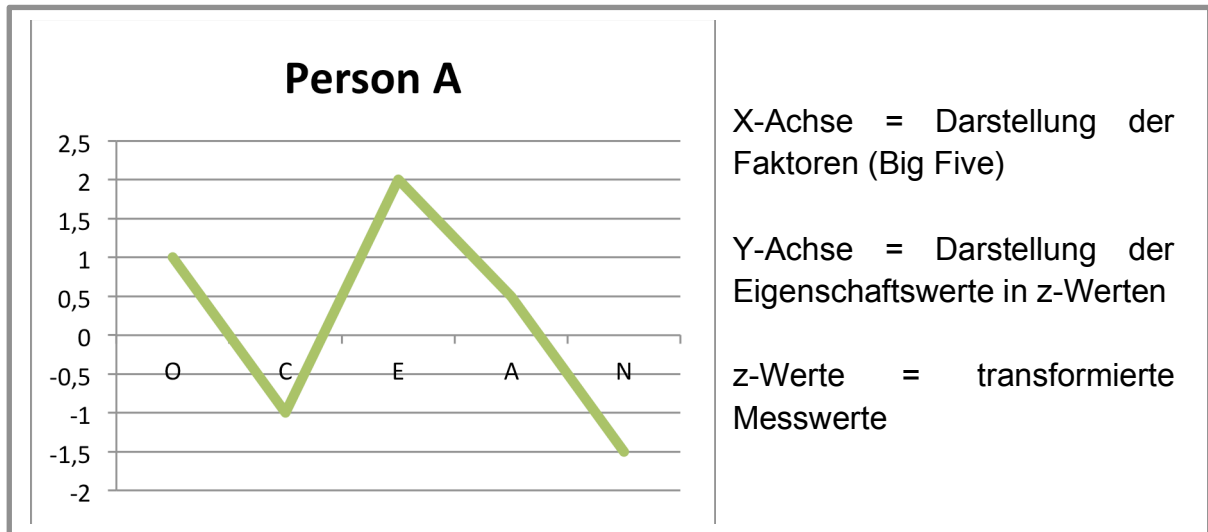 Person A
2,5
2
1,5
1
0,5
0
-0,5
-1
-1,5
-2
O C E A N
X-Achse = Darstellung der
Faktoren (Big Five)
Y-Achse = Darstellung der
Eigenschaftswerte in z-Werten
z-Werte = transformierte
Messwerte